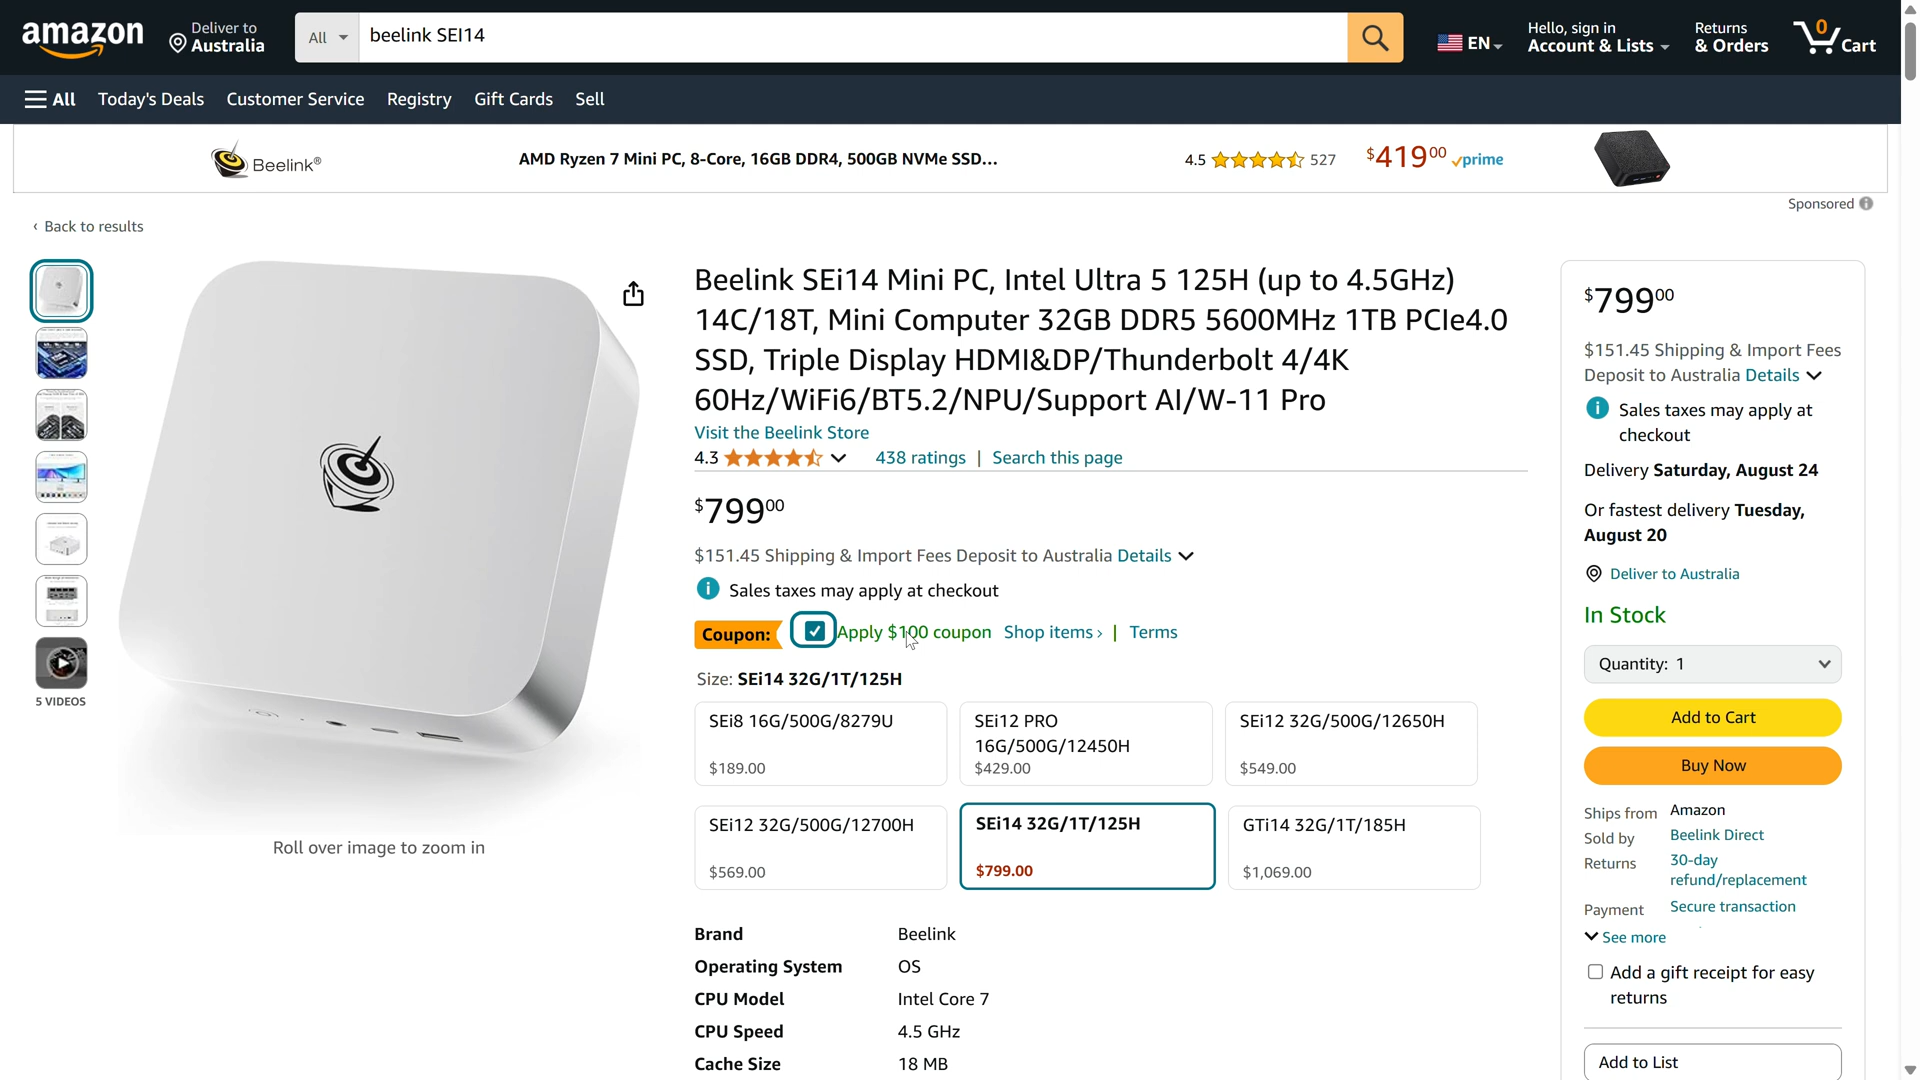 amazon
Deliver to
Australia
All
beelink SEI14
EN
Hello, sign in
Account & Lists
Returns
& Orders
0
Cart
All
Today's Deals
Customer Service
Registry
Gift Cards
Sell
Beelink®
AMD Ryzen 7 Mini PC, 8-Core, 16GB DDR4, 500GB NVMe SSD...
4.5
527
$41900
prime
Sponsored
‹ Back to results
Beelink SEi14 Mini PC, Intel Ultra 5 125H (up to 4.5GHz)
14C/18T, Mini Computer 32GB DDR5 5600MHz 1TB PCIe4.0
SSD, Triple Display HDMI&DP/Thunderbolt 4/4K
60Hz/WiFi6/BT5.2/NPU/Support AI/W-11 Pro
Visit the Beelink Store
4.3
438 ratings | Search this page
$79900
$151.45 Shipping & Import Fees Deposit to Australia Details
Sales taxes may apply at checkout
Coupon: Apply $100 coupon Shop items › | Terms
Size: SEi14 32G/1T/125H
SEi8 16G/500G/8279U
$189.00
SEi12 PRO
16G/500G/12450H
$429.00
SEi12 32G/500G/12650H
$549.00
SEi12 32G/500G/12700H
$569.00
SEi14 32G/1T/125H
$799.00
GTi14 32G/1T/185H
$1,069.00
Brand Beelink
Operating System OS
CPU Model Intel Core 7
CPU Speed 4.5 GHz
Cache Size 18 MB
5 VIDEOS
Roll over image to zoom in
$79900
$151.45 Shipping & Import Fees
Deposit to Australia Details
Sales taxes may apply at
checkout
Delivery Saturday, August 24
Or fastest delivery Tuesday,
August 20
Deliver to Australia
In Stock
Quantity: 1
Add to Cart
Buy Now
Ships from Amazon
Sold by Beelink Direct
Returns 30-day
refund/replacement
Payment Secure transaction
See more
Add a gift receipt for easy
returns
Add to List